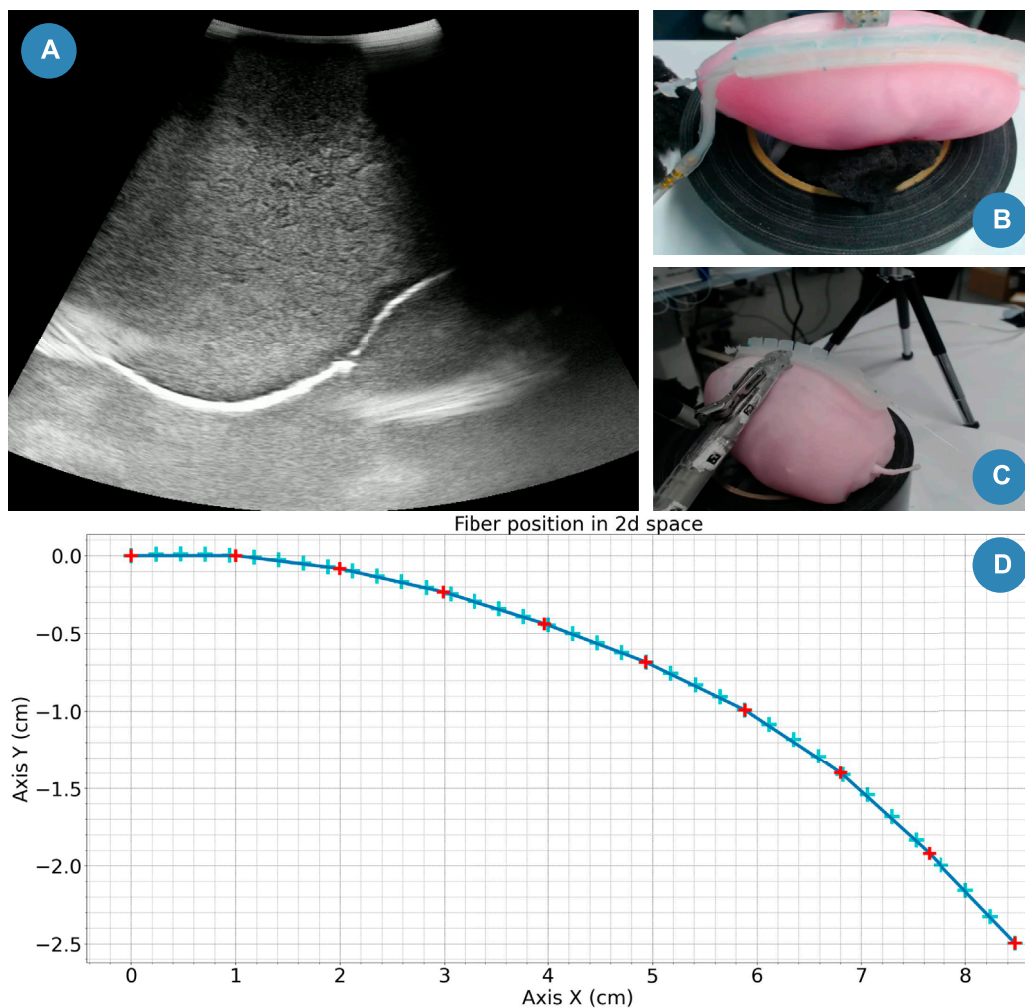 A
B
C
Fiber position in 2d space
D
Axis Y (cm)
0.0
−0.5
−1.0
−1.5
−2.0
−2.5
0 1 2 3 4 5 6 7 8
Axis X (cm)